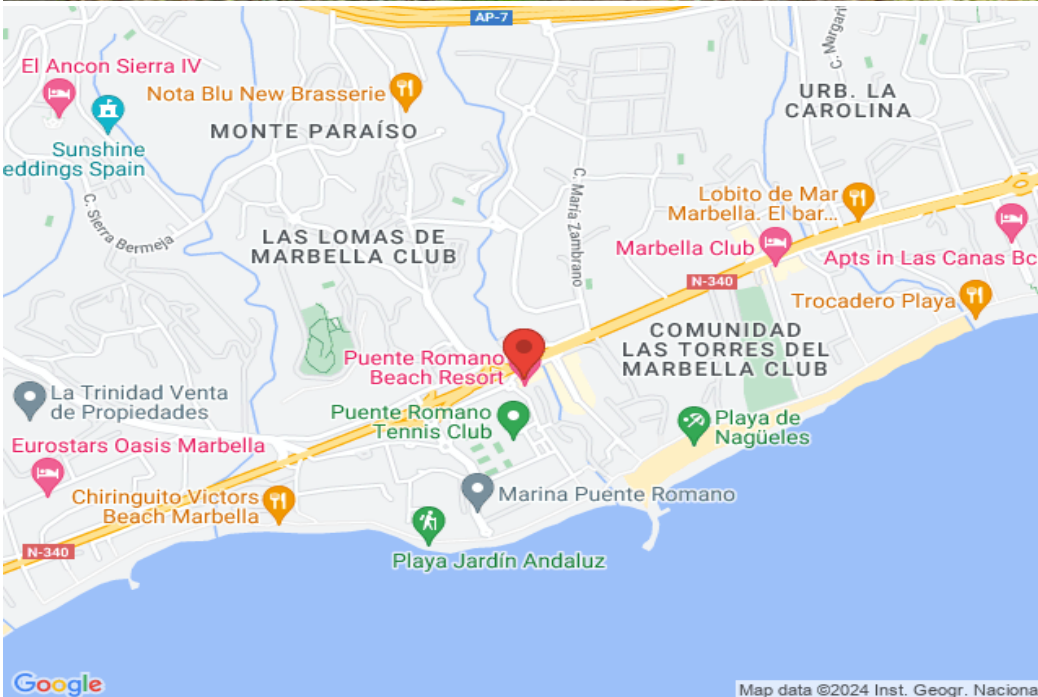 AP-7
El Ancon Sierra IV
Nota Blu New Brasserie
C. Margari
URB. LA
CAROLINA
MONTE PARAÍSO
Sunshine
eddings Spain
C. María Zambrano
C. Sierra Bermeja
Lobito de Mar
Marbella. El bar...
LAS LOMAS DE
MARBELLA CLUB
Marbella Club
Apts in Las Canas Bc
N-340
Trocadero Playa
COMUNIDAD
LAS TORRES DEL
MARBELLA CLUB
Puente Romano
Beach Resort
La Trinidad Venta
de Propiedades
Puente Romano
Tennis Club
Playa de
Nagüeles
Eurostars Oasis Marbella
Chiringuito Victors
Beach Marbella
Marina Puente Romano
N-340
Playa Jardín Andaluz
Google
Map data ©2024 Inst. Geogr. Naciona